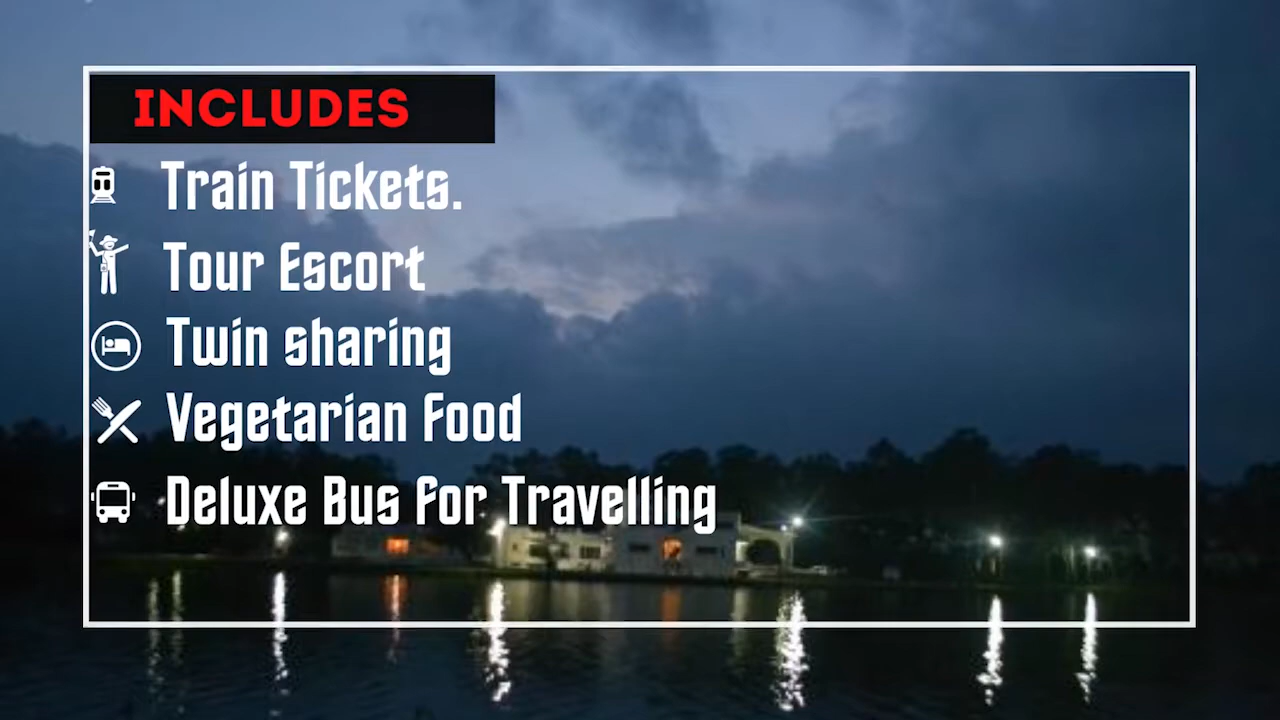 INCLUDES
Train Tickets.
Tour Escort
Twin sharing
Vegetarian Food
Deluxe Bus for Travelling